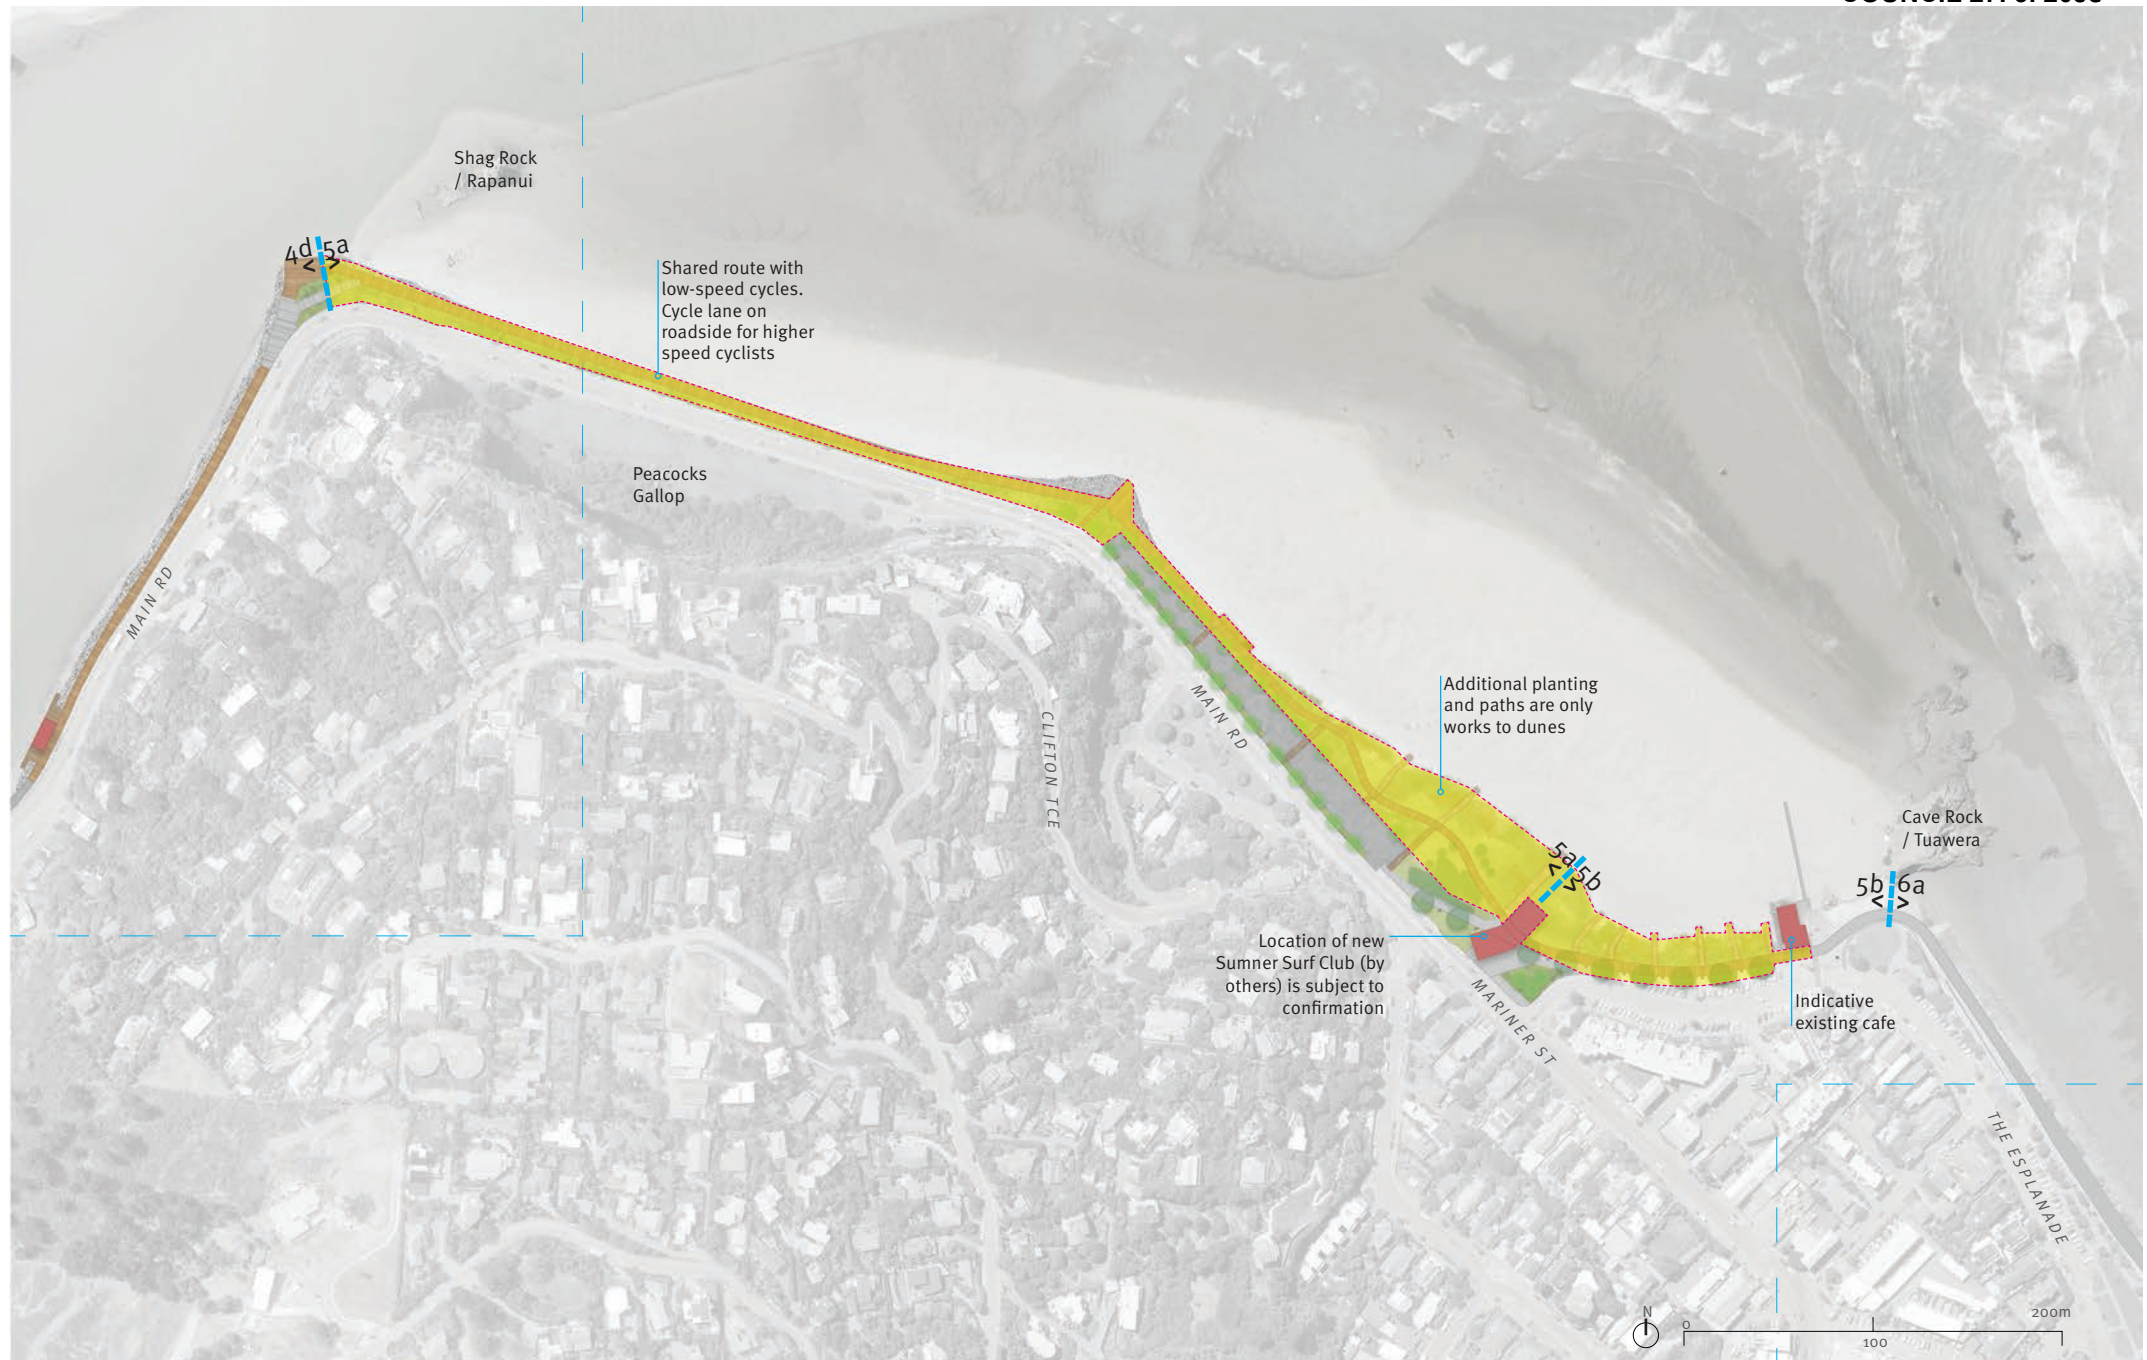 Shag Rock
/ Rapanui
4d 5a
< >
Shared route with
low-speed cycles.
Cycle lane on
roadside for higher
speed cyclists
Peacocks
Gallop
MAIN RD
MAIN RD
CLIFTON TCE
Additional planting
and paths are only
works to dunes
5a 5b
< >
Cave Rock
/ Tuawera
5b 6a
< >
Location of new
Sumner Surf Club (by
others) is subject to
confirmation
MARINER ST
Indicative
existing cafe
THE ESPLANADE
N
0
100
200m